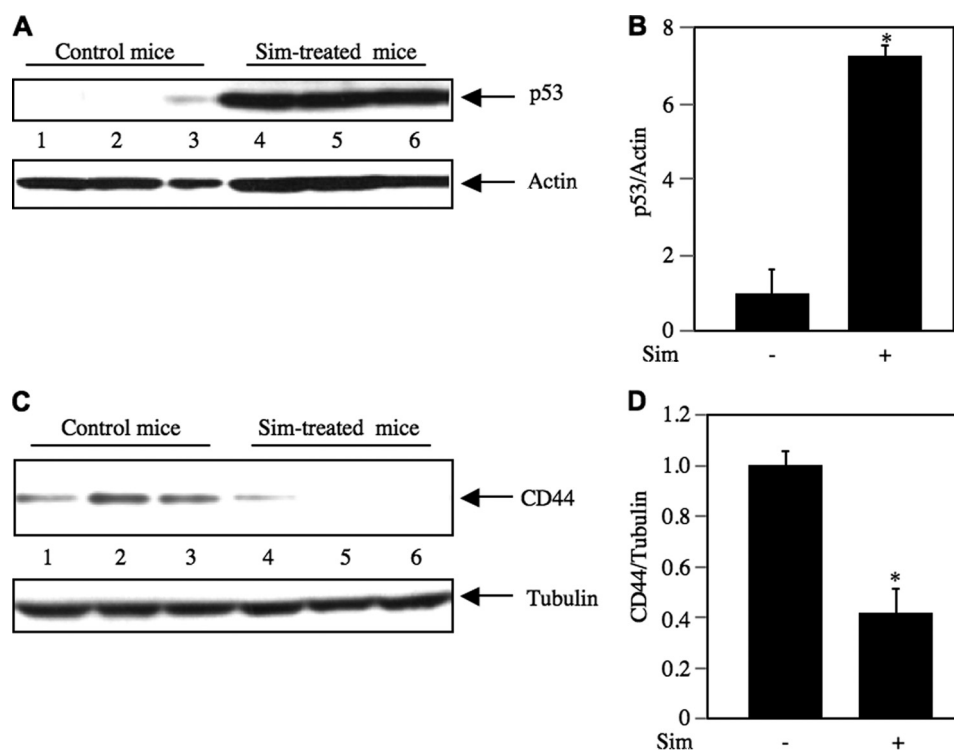 A
Control mice Sim-treated mice
p53
1 2 3 4 5 6
Actin
B
8
6
4
2
0
p53/Actin
*
Sim - +
C
Control mice Sim-treated mice
CD44
1 2 3 4 5 6
Tubulin
D
1.2
1.0
0.8
0.6
0.4
0.2
0
CD44/Tubulin
*
Sim - +